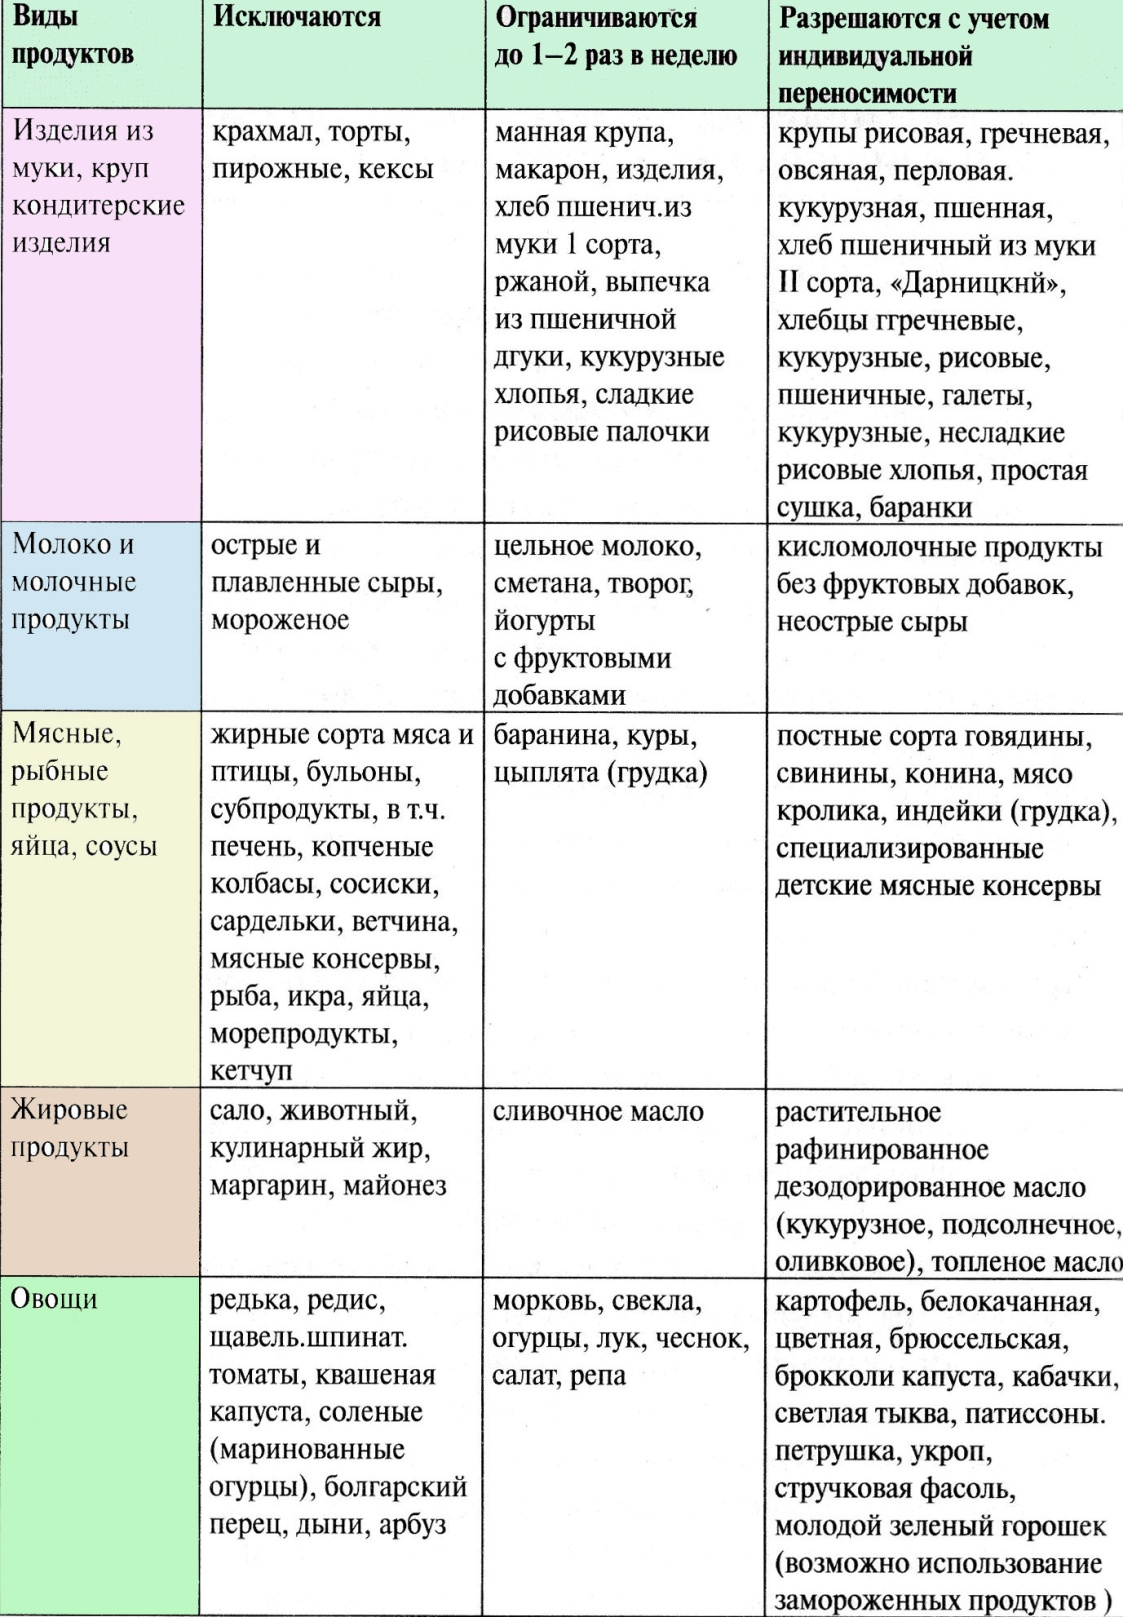 Виды
продуктов
Исключаются
Ограничиваются
до 1–2 раз в неделю
Разрешаются с учетом
индивидуальной
переносимости
Изделия из
муки, круп
кондитерские
изделия
крахмал, торты,
пирожные, кексы
манная крупа,
макарон, изделия,
хлеб пшенич.из
муки 1 сорта,
ржаной, выпечка
из пшеничной
дгуки, кукурузные
хлопья, сладкие
рисовые палочки
крупы рисовая, гречневая,
овсяная, перловая.
кукурузная, пшенная,
хлеб пшеничный из муки
II сорта, «Дарницкнй»,
хлебцы ггречневые,
кукурузные, рисовые,
пшеничные, галеты,
кукурузные, несладкие
рисовые хлопья, простая
сушка, баранки
Молоко и
молочные
продукты
острые и
плавленные сыры,
мороженое
цельное молоко,
сметана, творог,
йогурты
с фруктовыми
добавками
кисломолочные продукты
без фруктовых добавок,
неострые сыры
Мясные,
рыбные
продукты,
яйца, соусы
жирные сорта мяса и
птицы, бульоны,
субпродукты, в т.ч.
печень, копченые
колбасы, сосиски,
сардельки, ветчина,
мясные консервы,
рыба, икра, яйца,
морепродукты,
кетчуп
баранина, куры,
цыплята (грудка)
постные сорта говядины,
свинины, конина, мясо
кролика, индейки (грудка),
специализированные
детские мясные консервы
Жировые
продукты
сало, животный,
кулинарный жир,
маргарин, майонез
сливочное масло
растительное
рафинированное
дезодорированное масло
(кукурузное, подсолнечное,
оливковое), топленое масло
Овощи
редька, редис,
щавель.шпинат.
томаты, квашеная
капуста, соленые
(маринованные
огурцы), болгарский
перец, дыни, арбуз
морковь, свекла,
огурцы, лук, чеснок,
салат, репа
картофель, белокачанная,
цветная, брюссельская,
брокколи капуста, кабачки,
светлая тыква, патиссоны.
петрушка, укроп,
стручковая фасоль,
молодой зеленый горошек
(возможно использование
замороженных продуктов )